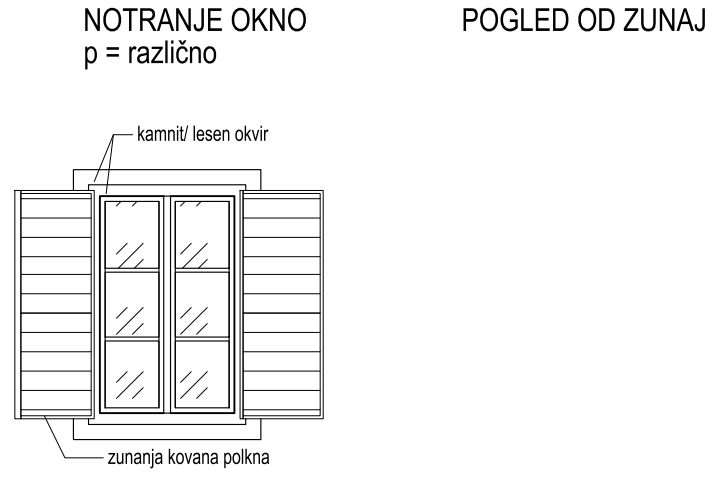 NOTRANJE OKNO
p = različno
POGLED OD ZUNAJ
kamnit/ lesen okvir
zunanja kovana polkna